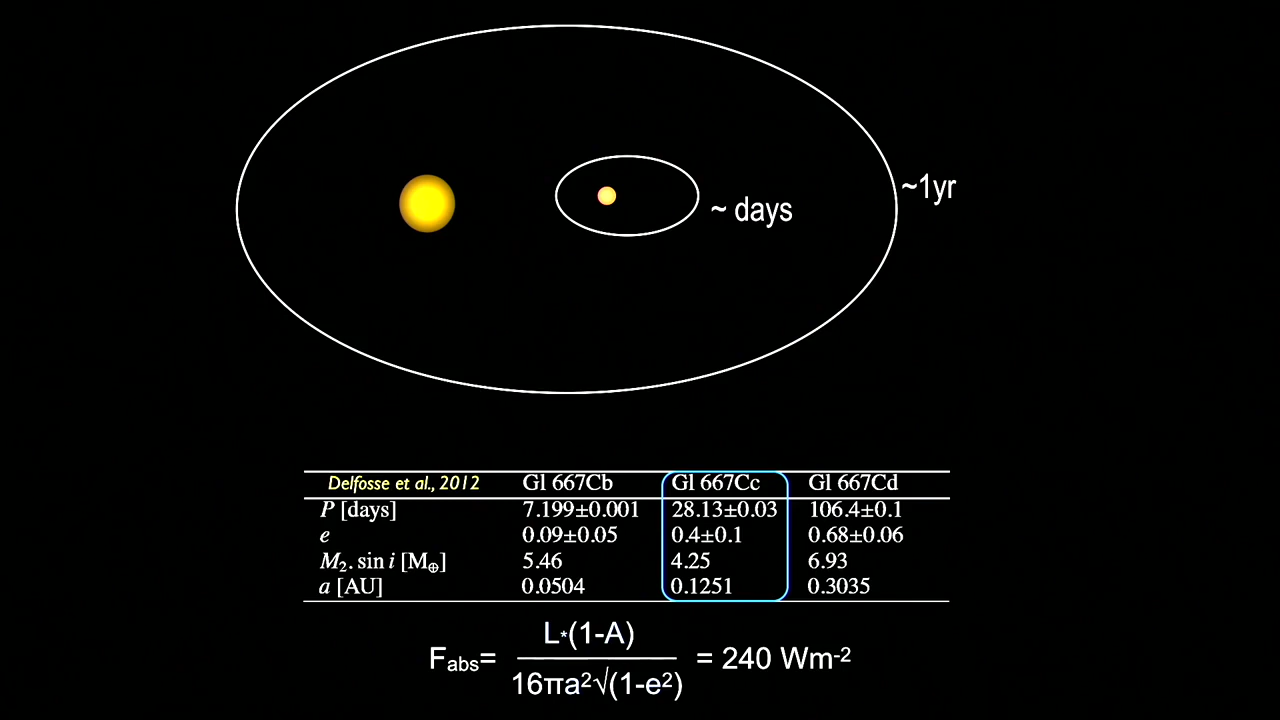 ~1yr
~ days
Delfosse et al., 2012 Gl 667Cb Gl 667Cc Gl 667Cd
P [days] 7.199±0.001 28.13±0.03 106.4±0.1
e 0.09±0.05 0.4±0.1 0.68±0.06
M₂. sin i [M⊕] 5.46 4.25 6.93
a [AU] 0.0504 0.1251 0.3035
L*(1-A)
Fabs= = 240 Wm-2
16πa²√(1-e²)